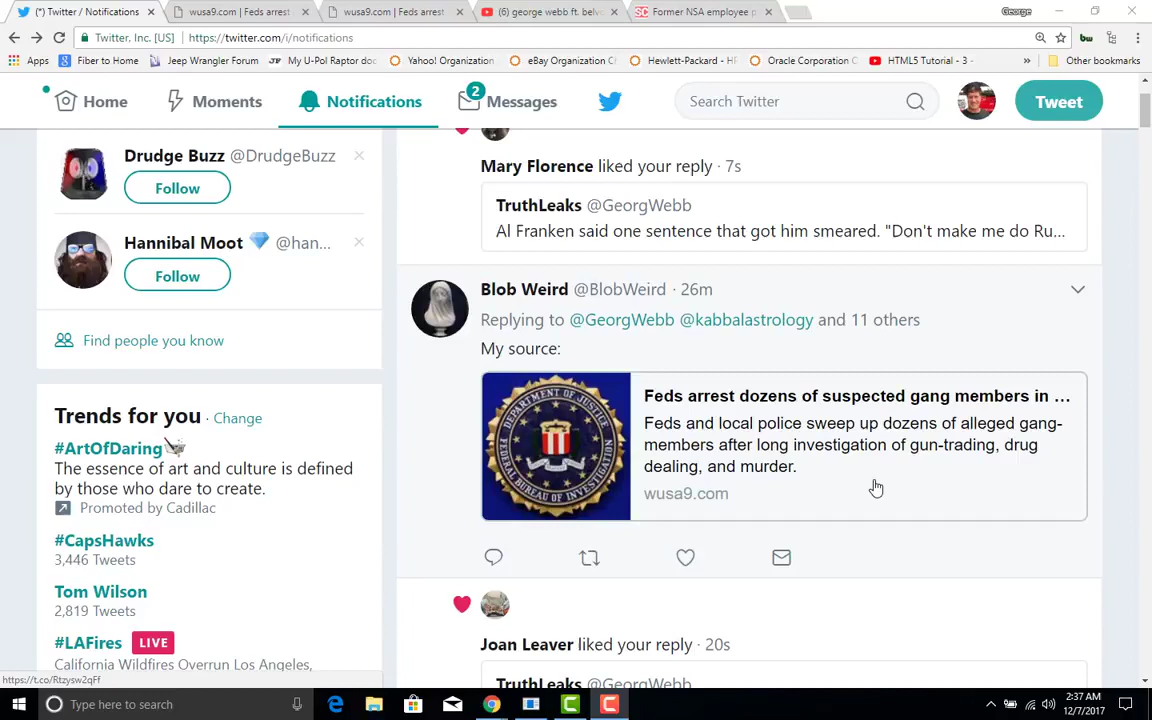 (*) Twitter / Notifications
wusa9.com | Feds arrest
wusa9.com | Feds arrest
george webb ft. belv
Former NSA employee p
George
Twitter, Inc. [US]
https://twitter.com/i/notifications
Apps
Fiber to Home
Jeep Wrangler Forum
My U-Pol Raptor do
Yahoo! Organization
eBay Organization C
Hewlett-Packard - H
Oracle Corporation C
HTML5 Tutorial - 3 -
»
Other bookmarks
Home
Moments
Notifications
2
Messages
Search Twitter
Tweet
Drudge Buzz @DrudgeBuzz
Follow
Hannibal Moot @han...
Follow
Find people you know
Trends for you · Change
#ArtOfDaring
The essence of art and culture is defined
by those who dare to create.
Promoted by Cadillac
#CapsHawks
3,446 Tweets
Tom Wilson
2,819 Tweets
#LAFires LIVE
California Wildfires Overrun Los Angeles,
https://t.co/Rtzysw2qFf
Mary Florence liked your reply · 7s
TruthLeaks @GeorgWebb
Al Franken said one sentence that got him smeared. "Don't make me do Ru...
Blob Weird @BlobWeird · 26m
Replying to @GeorgWebb @kabbalastrology and 11 others
My source:
DEPARTMENT OF JUSTICE
FEDERAL BUREAU OF INVESTIGATION
Feds arrest dozens of suspected gang members in ...
Feds and local police sweep up dozens of alleged gang-
members after long investigation of gun-trading, drug
dealing, and murder.
wusa9.com
Joan Leaver liked your reply · 20s
TruthLeaks @GeorgWebb
Type here to search
2:37 AM
12/7/2017